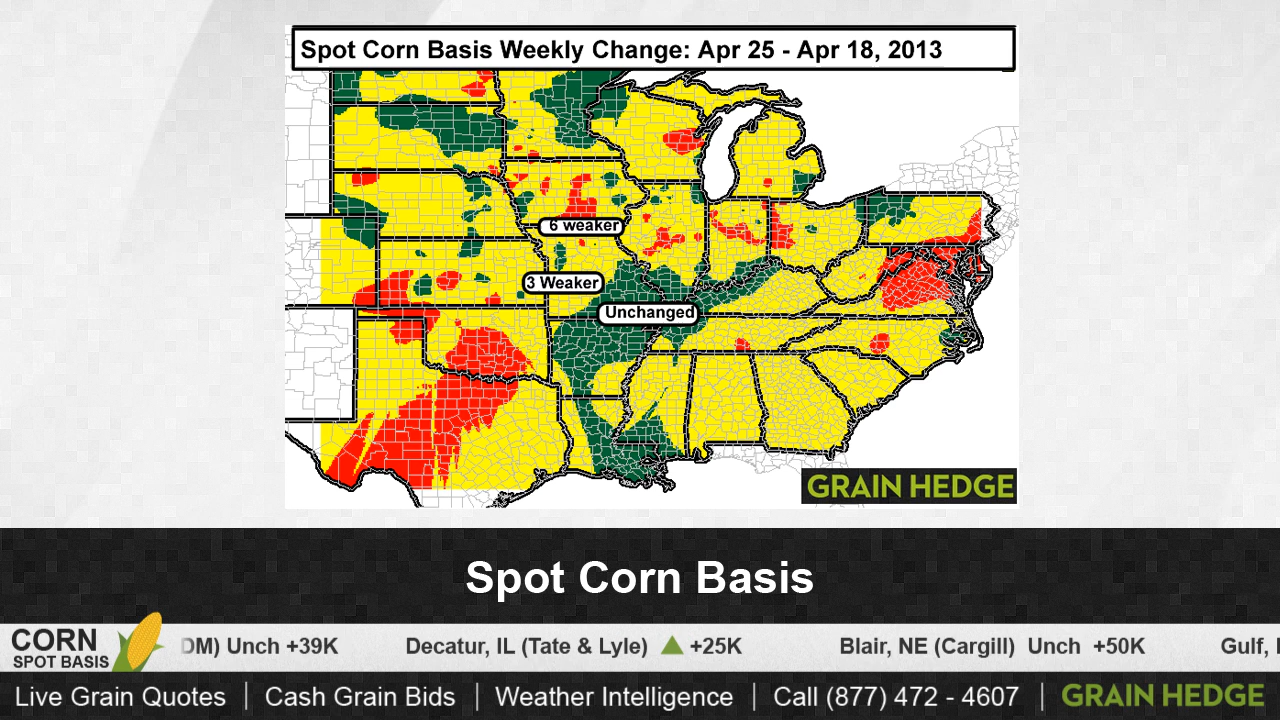 Spot Corn Basis Weekly Change: Apr 25 - Apr 18, 2013
6 weaker
3 Weaker
Unchanged
GRAIN HEDGE
Spot Corn Basis
CORN
SPOT BASIS
DM) Unch +39K Decatur, IL (Tate & Lyle) ▲ +25K Blair, NE (Cargill) Unch +50K Gulf,
Live Grain Quotes | Cash Grain Bids | Weather Intelligence | Call (877) 472 - 4607 | GRAIN HEDGE